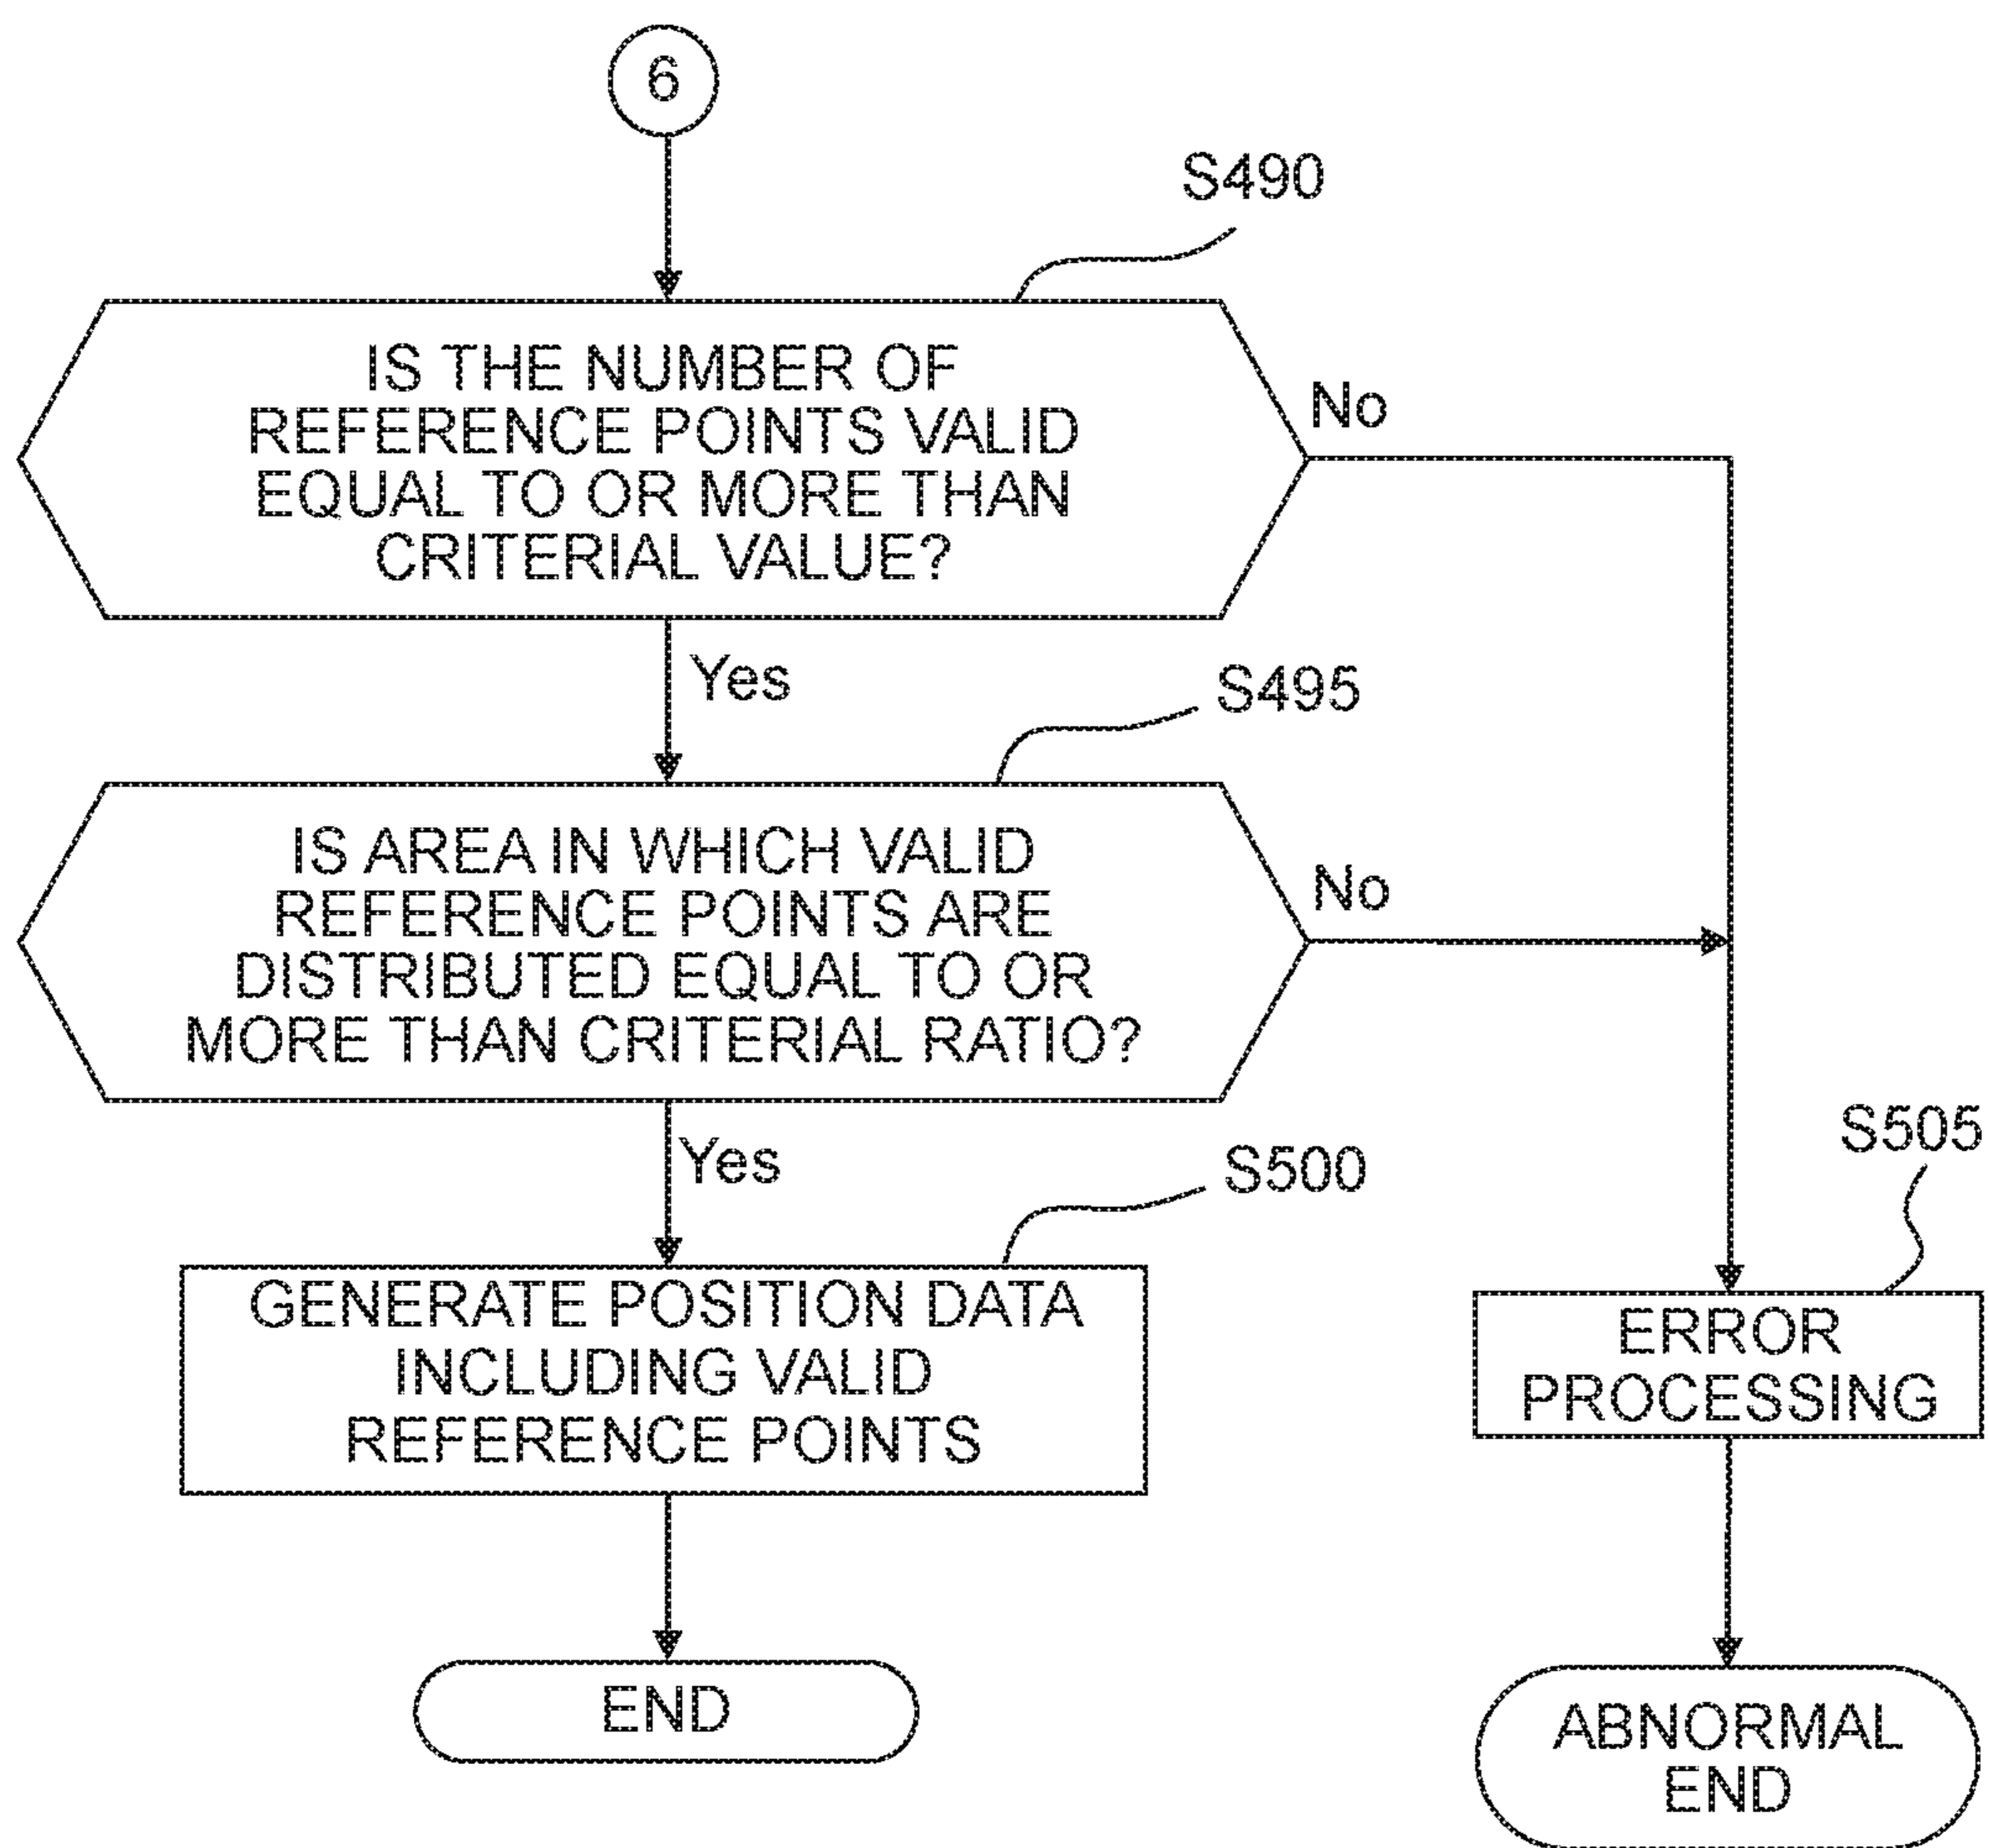 6
S490
IS THE NUMBER OF
REFERENCE POINTS VALID
EQUAL TO OR MORE THAN
CRITERIAL VALUE?
No
Yes
S495
IS AREA IN WHICH VALID
REFERENCE POINTS ARE
DISTRIBUTED EQUAL TO OR
MORE THAN CRITERIAL RATIO?
No
Yes
S500
S505
GENERATE POSITION DATA
INCLUDING VALID
REFERENCE POINTS
ERROR
PROCESSING
END
ABNORMAL
END